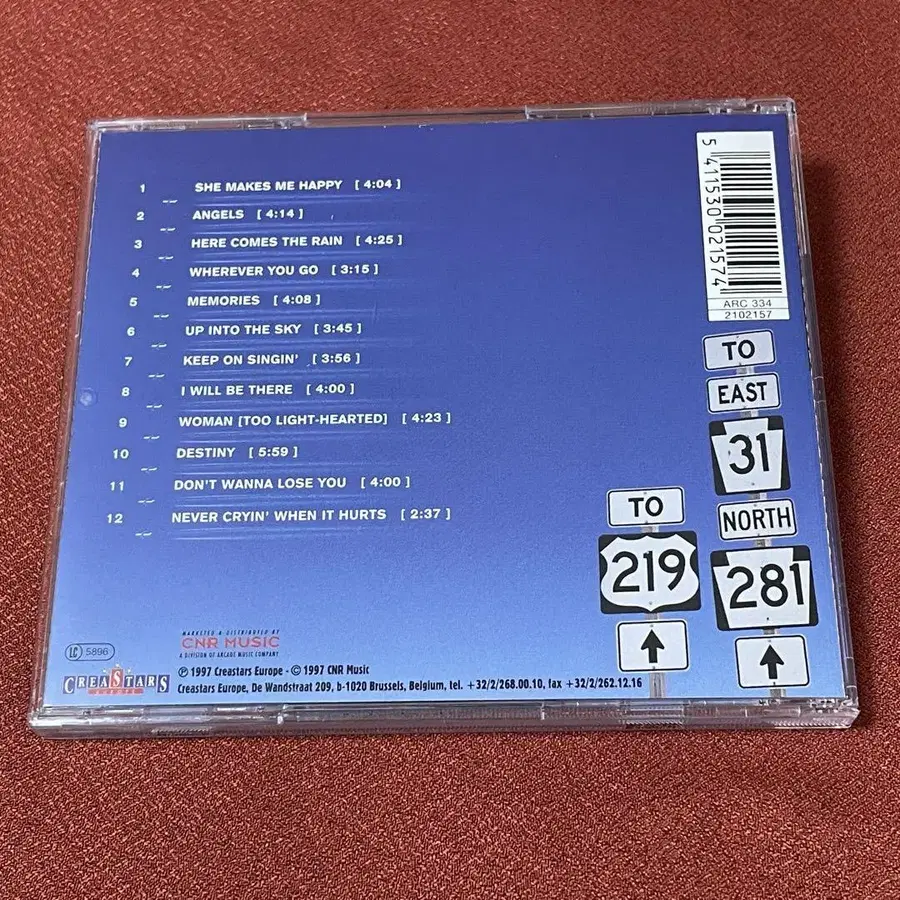 1 SHE MAKES ME HAPPY [ 4:04 ]
2 ANGELS [ 4:14 ]
3 HERE COMES THE RAIN [ 4:25 ]
4 WHEREVER YOU GO [ 3:15 ]
5 MEMORIES [ 4:08 ]
6 UP INTO THE SKY [ 3:45 ]
7 KEEP ON SINGIN' [ 3:56 ]
8 I WILL BE THERE [ 4:00 ]
9 WOMAN [TOO LIGHT-HEARTED] [ 4:23 ]
10 DESTINY [ 5:59 ]
11 DON'T WANNA LOSE YOU [ 4:00 ]
12 NEVER CRYIN' WHEN IT HURTS [ 2:37 ]
5 411530 021574
ARC 334
2102157
TO
EAST
31
NORTH
281
TO
219
LC 5896
CREASTARS
EUROPE
MARKETED & DISTRIBUTED BY
CNR MUSIC
A DIVISION OF ARCADE MUSIC COMPANY
℗ 1997 Creastars Europe - © 1997 CNR Music
Creastars Europe, De Wandstraat 209, b-1020 Brussels, Belgium, tel. +32/2/268.00.10, fax +32/2/262.12.16